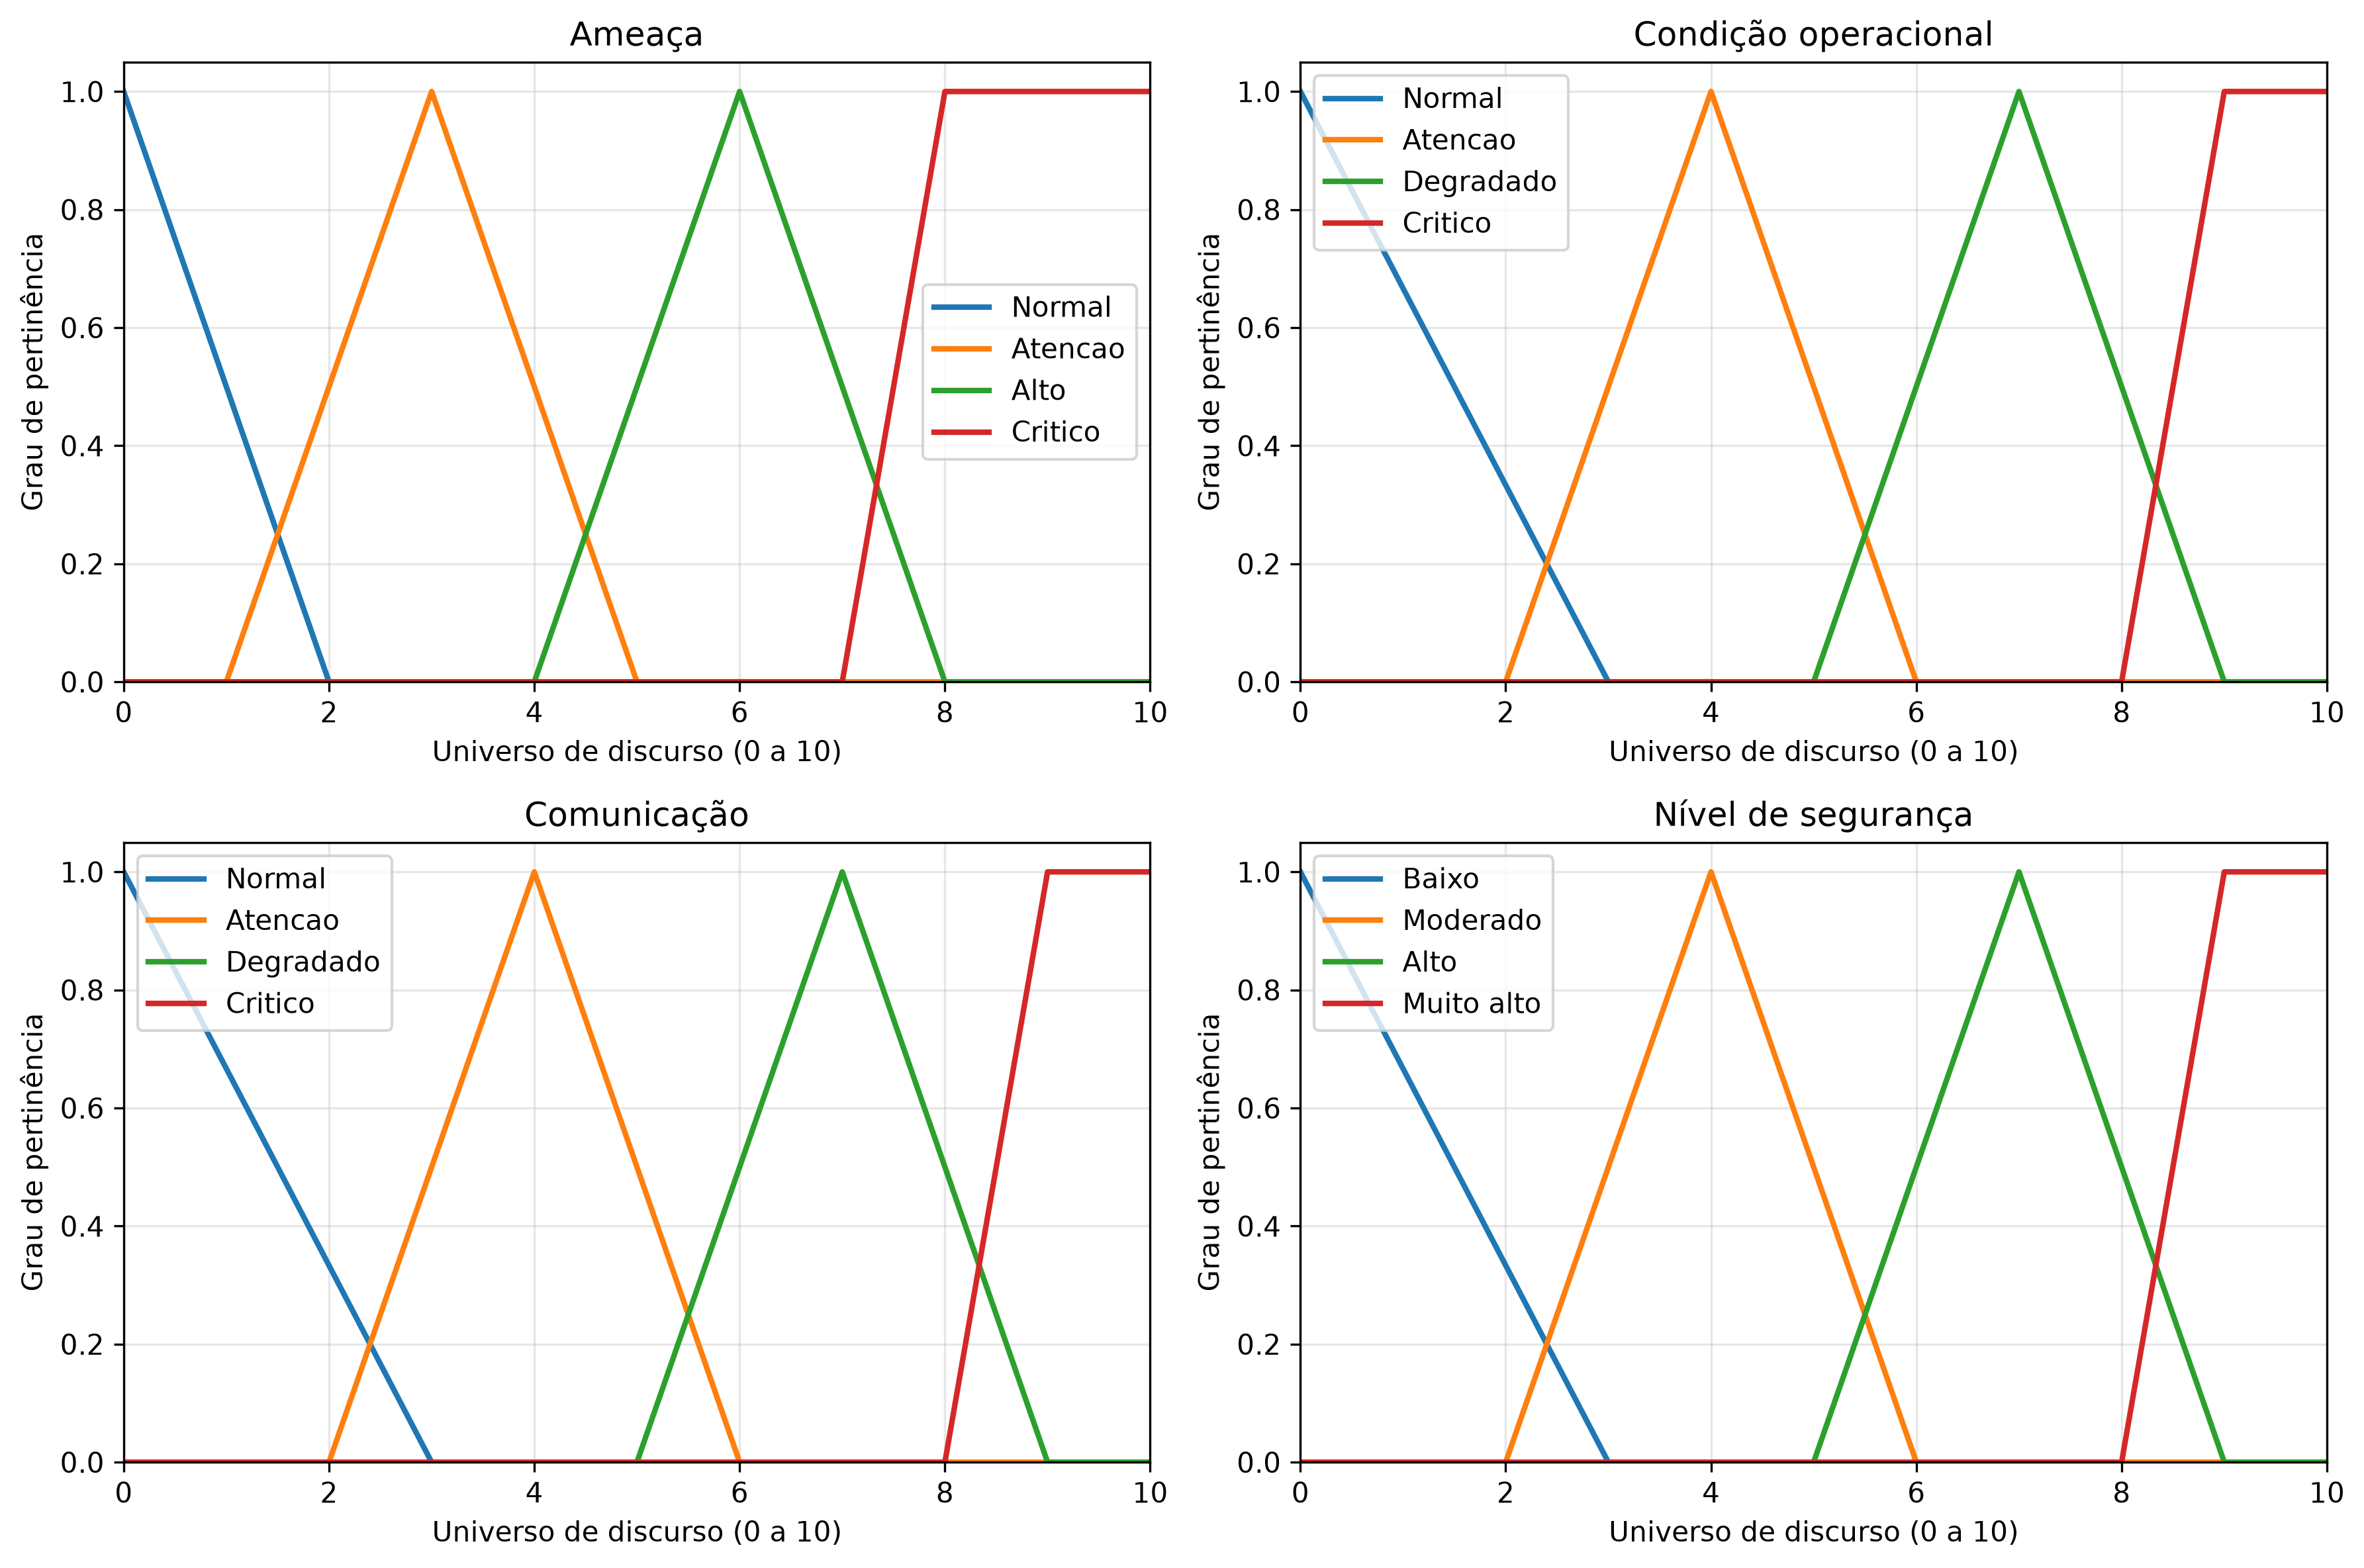 Ameaça
Grau de pertinência
1.0
0.8
0.6
0.4
0.2
0.0
Normal
Atencao
Alto
Critico
0 2 4 6 8 10
Universo de discurso (0 a 10)
Condição operacional
Grau de pertinência
1.0
0.8
0.6
0.4
0.2
0.0
Normal
Atencao
Degradado
Critico
0 2 4 6 8 10
Universo de discurso (0 a 10)
Comunicação
Grau de pertinência
1.0
0.8
0.6
0.4
0.2
0.0
Normal
Atencao
Degradado
Critico
0 2 4 6 8 10
Universo de discurso (0 a 10)
Nível de segurança
Grau de pertinência
1.0
0.8
0.6
0.4
0.2
0.0
Baixo
Moderado
Alto
Muito alto
0 2 4 6 8 10
Universo de discurso (0 a 10)